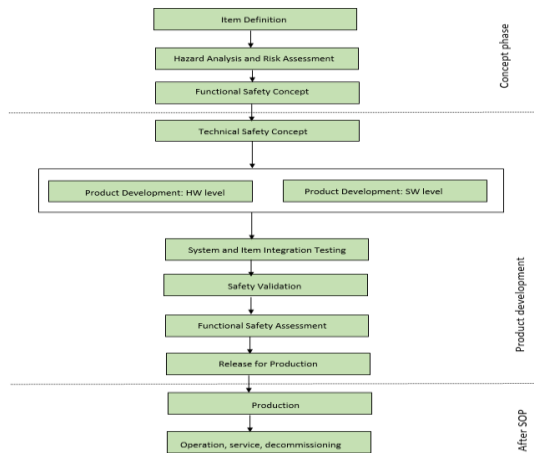 Item Definition
Hazard Analysis and Risk Assessment
Functional Safety Concept
Concept phase
Technical Safety Concept
Product Development: HW level
Product Development: SW level
System and Item Integration Testing
Safety Validation
Functional Safety Assessment
Release for Production
Product development
Production
Operation, service, decommissioning
After SOP